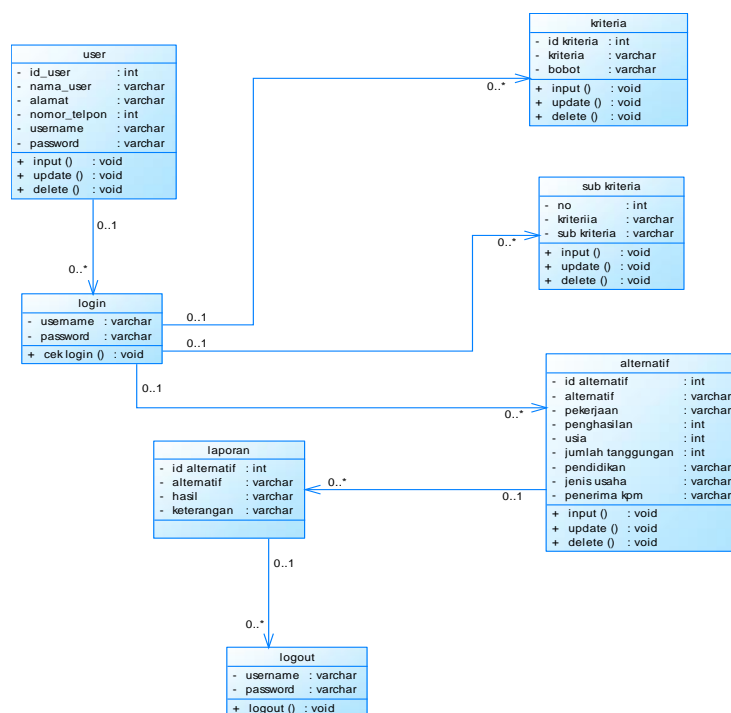 user
- id_user : int
- nama_user : varchar
- alamat : varchar
- nomor_telpon : int
- username : varchar
- password : varchar
+ input () : void
+ update () : void
+ delete () : void
0..1
0..*
login
- username : varchar
- password : varchar
+ cek login () : void
0..1
0..1
0..1
kriteria
- id kriteria : int
- kriteria : varchar
- bobot : varchar
+ input () : void
+ update () : void
+ delete () : void
0..*
sub kriteria
- no : int
- kriteriia : varchar
- sub kriteria : varchar
+ input () : void
+ update () : void
+ delete () : void
0..*
alternatif
- id alternatif : int
- alternatif : varchar
- pekerjaan : varchar
- penghasilan : int
- usia : int
- jumlah tanggungan : int
- pendidikan : varchar
- jenis usaha : varchar
- penerima kpm : varchar
+ input () : void
+ update () : void
+ delete () : void
0..*
0..1
laporan
- id alternatif : int
- alternatif : varchar
- hasil : varchar
- keterangan : varchar
0..*
0..1
0..*
logout
- username : varchar
- password : varchar
+ logout () : void